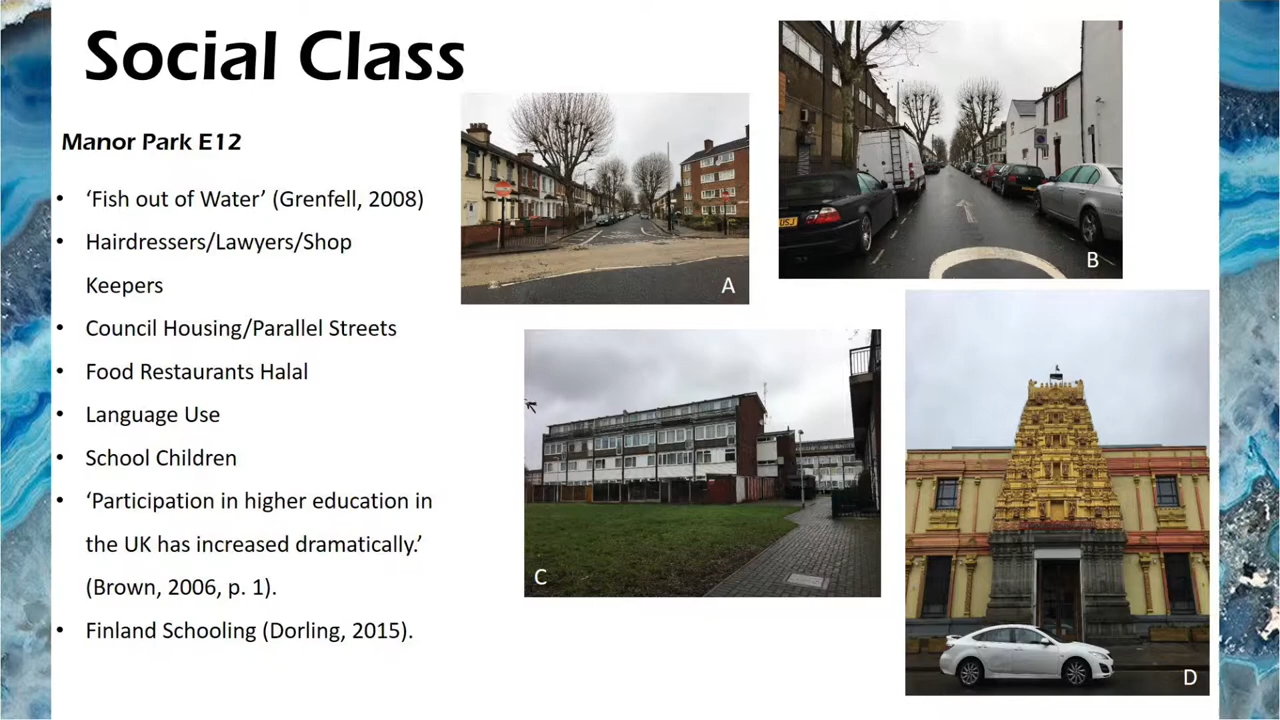 Social Class
Manor Park E12
• ‘Fish out of Water’ (Grenfell, 2008)
• Hairdressers/Lawyers/Shop
Keepers
• Council Housing/Parallel Streets
• Food Restaurants Halal
• Language Use
• School Children
• ‘Participation in higher education in
the UK has increased dramatically.’
(Brown, 2006, p. 1).
• Finland Schooling (Dorling, 2015).
A
B
C
D